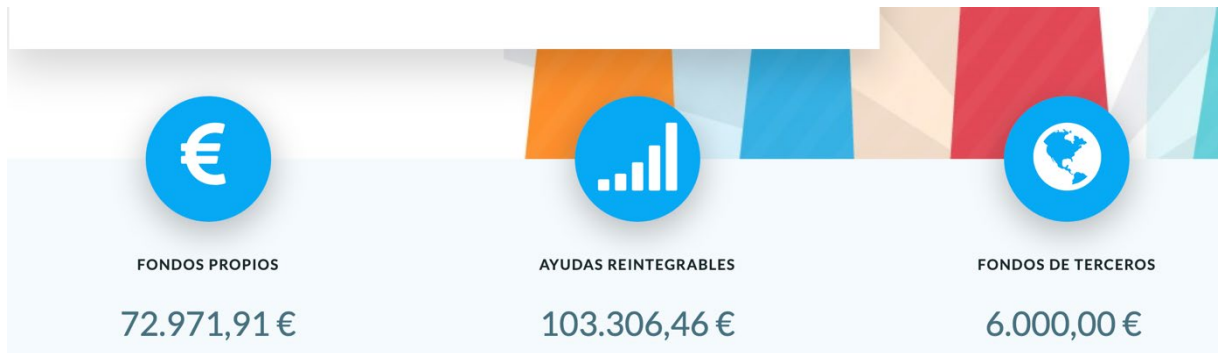 €
FONDOS PROPIOS
AYUDAS REINTEGRABLES
FONDOS DE TERCEROS
72.971,91 €
103.306,46 €
6.000,00 €